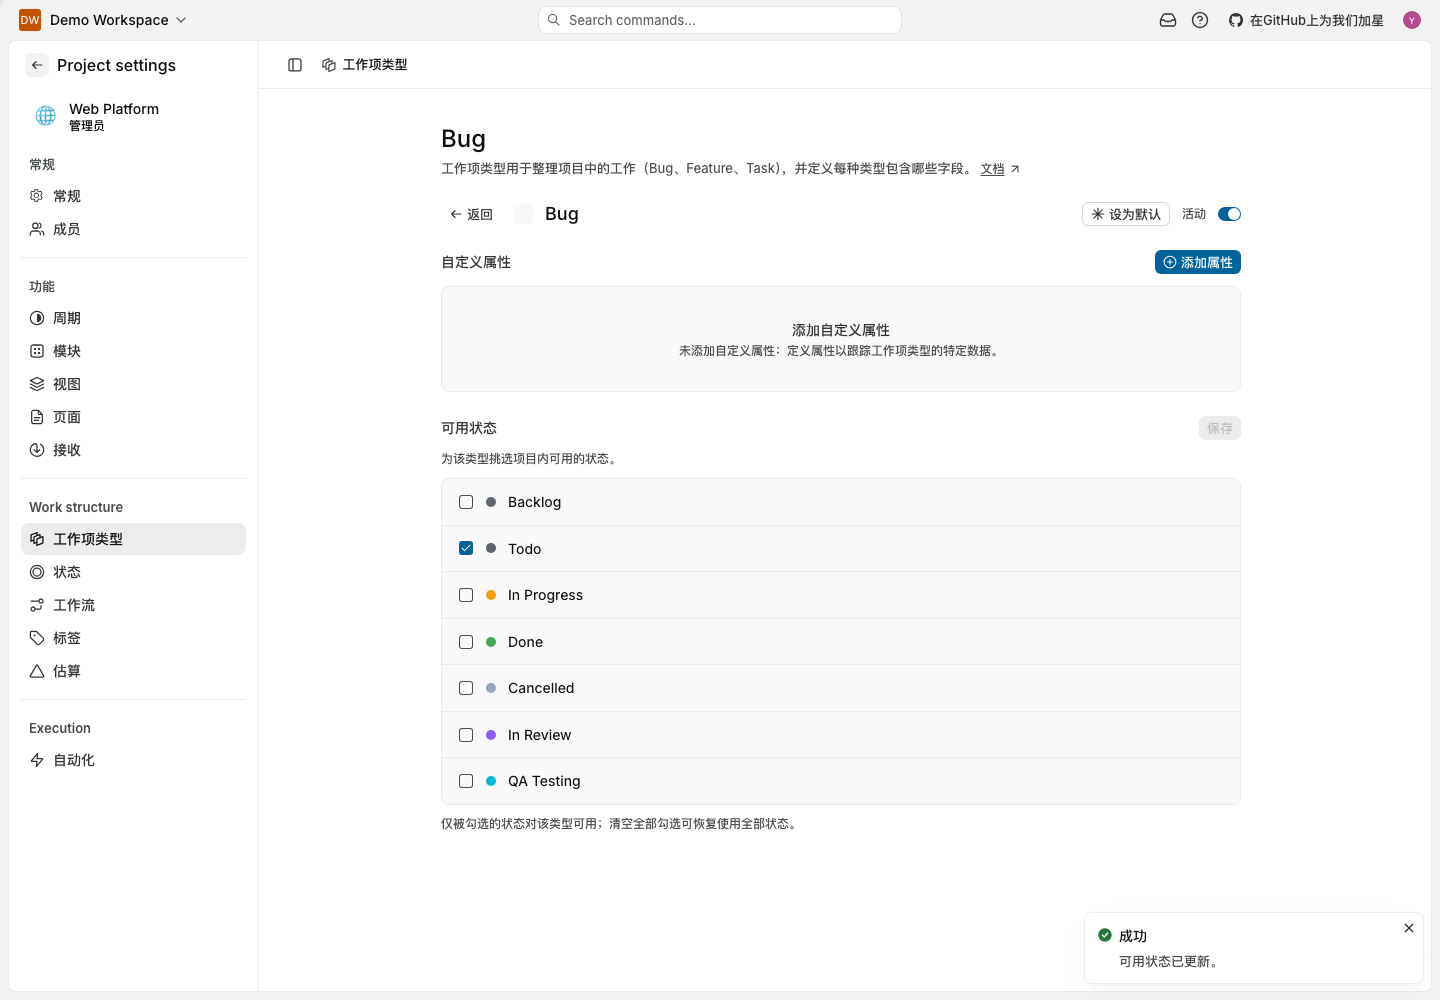 DW Demo Workspace
Search commands...
在GitHub上为我们加星
Y
Project settings
工作项类型
Web Platform
管理员
常规
常规
成员
功能
周期
模块
视图
页面
接收
Work structure
工作项类型
状态
工作流
标签
估算
Execution
自动化
Bug
工作项类型用于整理项目中的工作（Bug、Feature、Task），并定义每种类型包含哪些字段。 文档
返回
Bug
设为默认
活动
自定义属性
添加属性
添加自定义属性
未添加自定义属性：定义属性以跟踪工作项类型的特定数据。
可用状态
保存
为该类型挑选项目内可用的状态。
Backlog
Todo
In Progress
Done
Cancelled
In Review
QA Testing
仅被勾选的状态对该类型可用；清空全部勾选可恢复使用全部状态。
成功
可用状态已更新。